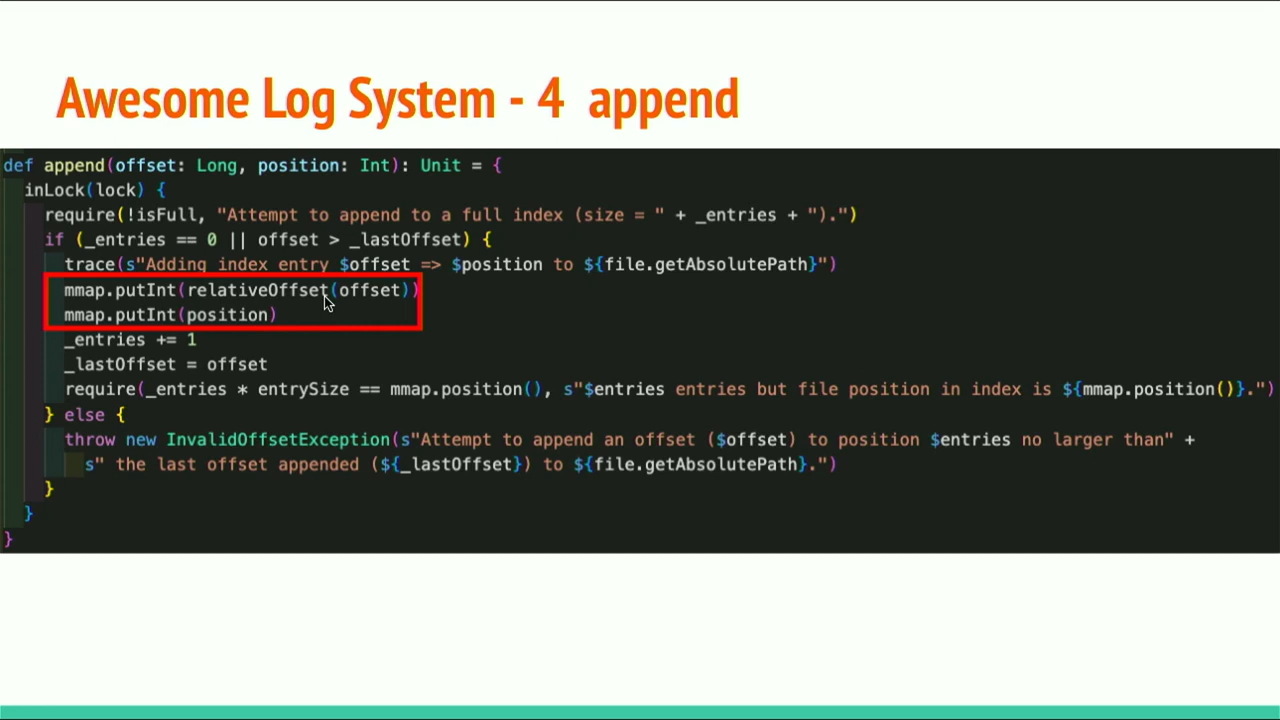 Awesome Log System - 4 append
def append(offset: Long, position: Int): Unit = {
inLock(lock) {
require(!isFull, "Attempt to append to a full index (size = " + _entries + ").")
if (_entries == 0 || offset > _lastOffset) {
trace(s"Adding index entry $offset => $position to ${file.getAbsolutePath}")
mmap.putInt(relativeOffset(offset))
mmap.putInt(position)
_entries += 1
_lastOffset = offset
require(_entries * entrySize == mmap.position(), s"$entries entries but file position in index is ${mmap.position()}.")
} else {
throw new InvalidOffsetException(s"Attempt to append an offset ($offset) to position $entries no larger than" +
s" the last offset appended (${_lastOffset}) to ${file.getAbsolutePath}.")
}
}
}